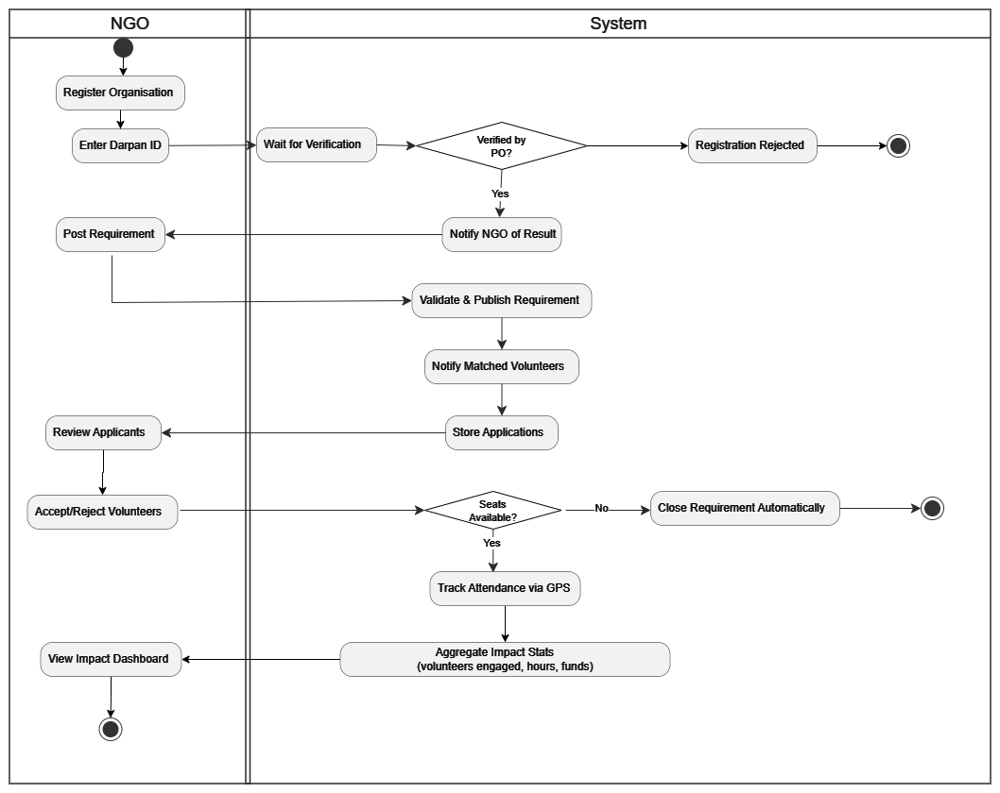 NGO
System
Register Organisation
Enter Darpan ID
Wait for Verification
Verified by
PO?
Registration Rejected
Yes
Post Requirement
Notify NGO of Result
Validate & Publish Requirement
Notify Matched Volunteers
Review Applicants
Store Applications
Accept/Reject Volunteers
Seats
Available?
No
Close Requirement Automatically
Yes
Track Attendance via GPS
View Impact Dashboard
Aggregate Impact Stats
(volunteers engaged, hours, funds)